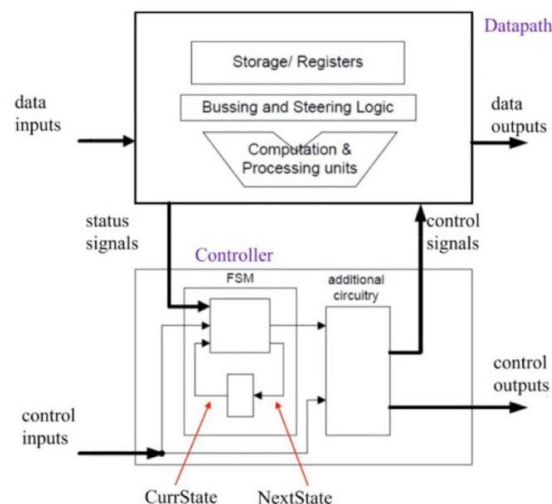 Datapath
Storage/ Registers
Bussing and Steering Logic
Computation &
Processing units
data
inputs
data
outputs
status
signals
control
signals
Controller
FSM
additional
circuitry
control
outputs
control
inputs
CurrState
NextState